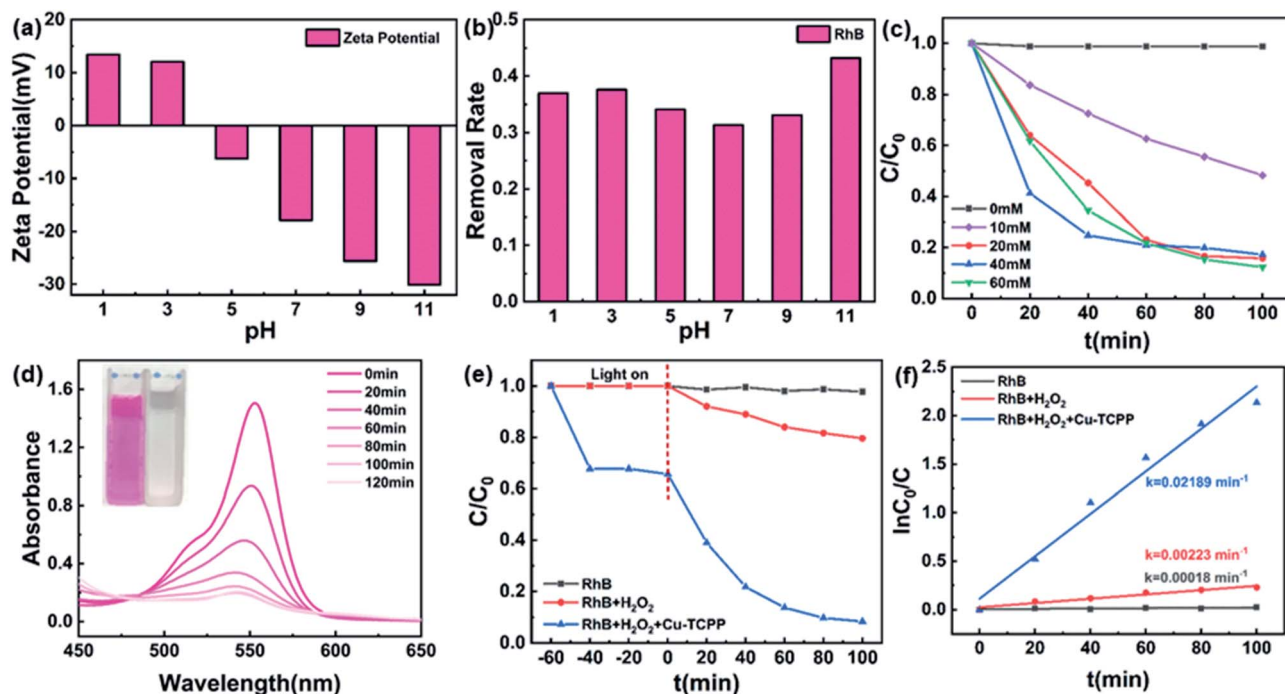 (a)
Zeta Potential
Zeta Potential(mV)
20
10
0
-10
-20
-30
1 3 5 7 9 11
pH
(b)
RhB
Removal Rate
0.5
0.4
0.3
0.2
0.1
0.0
1 3 5 7 9 11
pH
(c)
C/C0
1.0
0.8
0.6
0.4
0.2
0.0
0mM
10mM
20mM
40mM
60mM
0 20 40 60 80 100
t(min)
(d)
Absorbance
1.6
1.2
0.8
0.4
0.0
0min
20min
40min
60min
80min
100min
120min
450 500 550 600 650
Wavelength(nm)
(e)
Light on
C/C0
1.0
0.8
0.6
0.4
0.2
0.0
RhB
RhB+H2O2
RhB+H2O2+Cu-TCPP
-60 -40 -20 0 20 40 60 80 100
t(min)
(f)
lnC0/C
2.5
2.0
1.5
1.0
0.5
0.0
RhB
RhB+H2O2
RhB+H2O2+Cu-TCPP
k=0.02189 min-1
k=0.00223 min-1
k=0.00018 min-1
0 20 40 60 80 100
t(min)